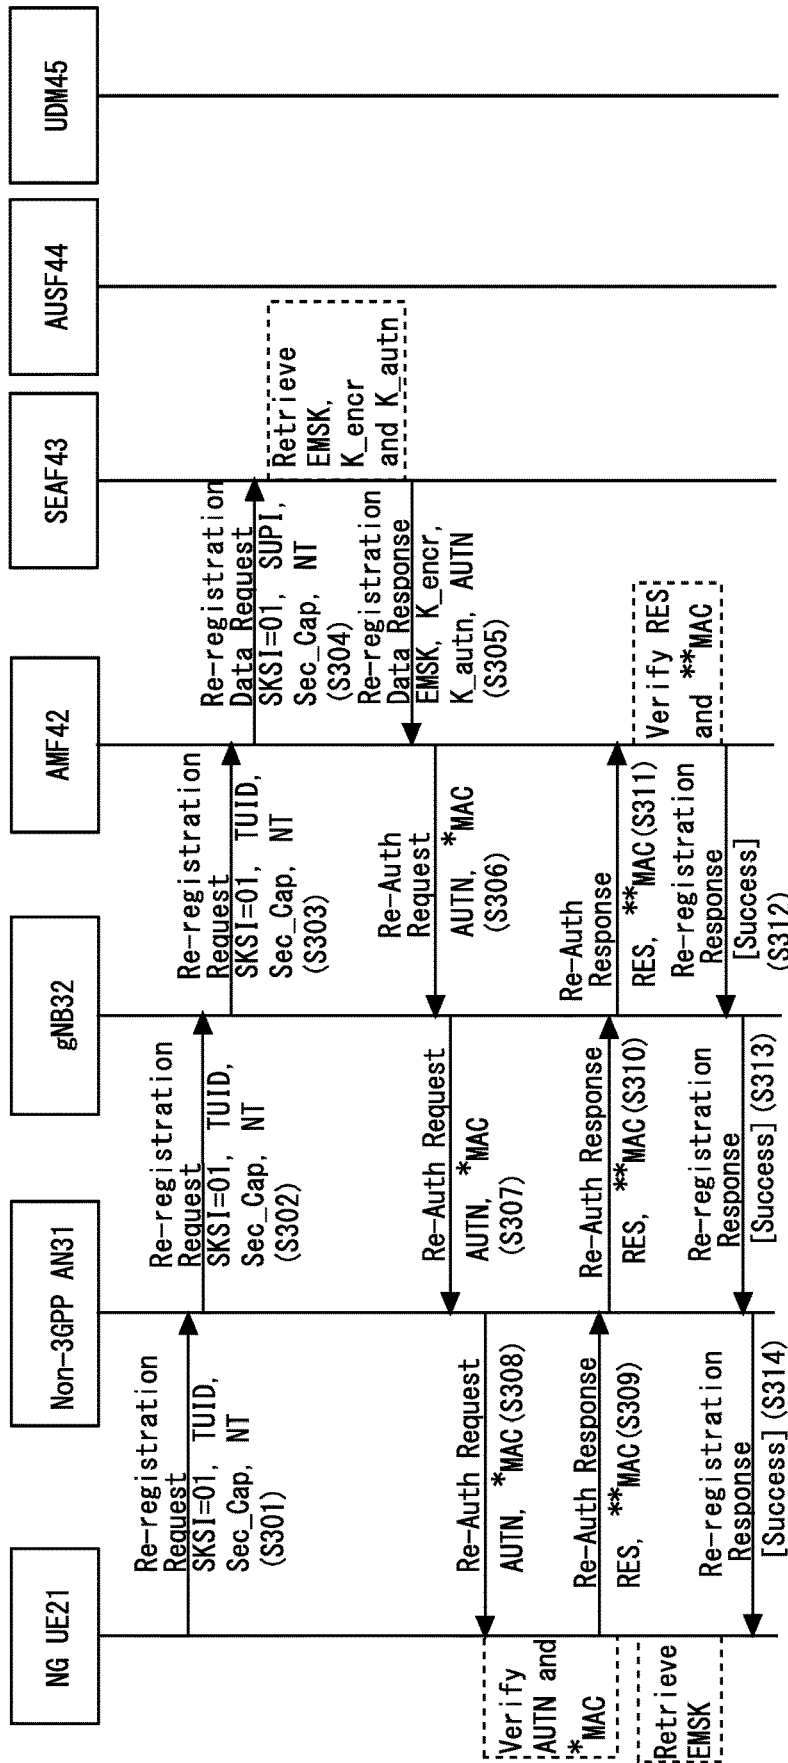 NG UE21
Non-3GPP AN31
gNB32
AMF42
SEAF43
AUSF44
UDM45
Re-registration
Request
SKSI=01, TUID,
Sec_Cap, NT
(S301)
Re-registration
Request
SKSI=01, TUID,
Sec_Cap, NT
(S302)
Re-registration
Request
SKSI=01, TUID,
Sec_Cap, NT
(S303)
Re-registration
Data Request
SKSI=01, SUPI,
Sec_Cap, NT
(S304)
Retrieve
EMSK,
K_encr
and K_autn
Re-registration
Data Response
EMSK, K_encr,
K_autn, AUTN
(S305)
Re-Auth
Request
AUTN, *MAC
(S306)
Re-Auth Request
AUTN, *MAC
(S307)
Re-Auth Request
AUTN, *MAC(S308)
Verify
AUTN and
*MAC
Re-Auth Response
RES, **MAC(S309)
Re-Auth Response
RES, **MAC(S310)
Re-Auth
Response
RES, **MAC(S311)
Verify RES
and **MAC
Retrieve
EMSK
Re-registration
Response
[Success]
(S312)
Re-registration
Response
[Success](S313)
Re-registration
Response
[Success](S314)